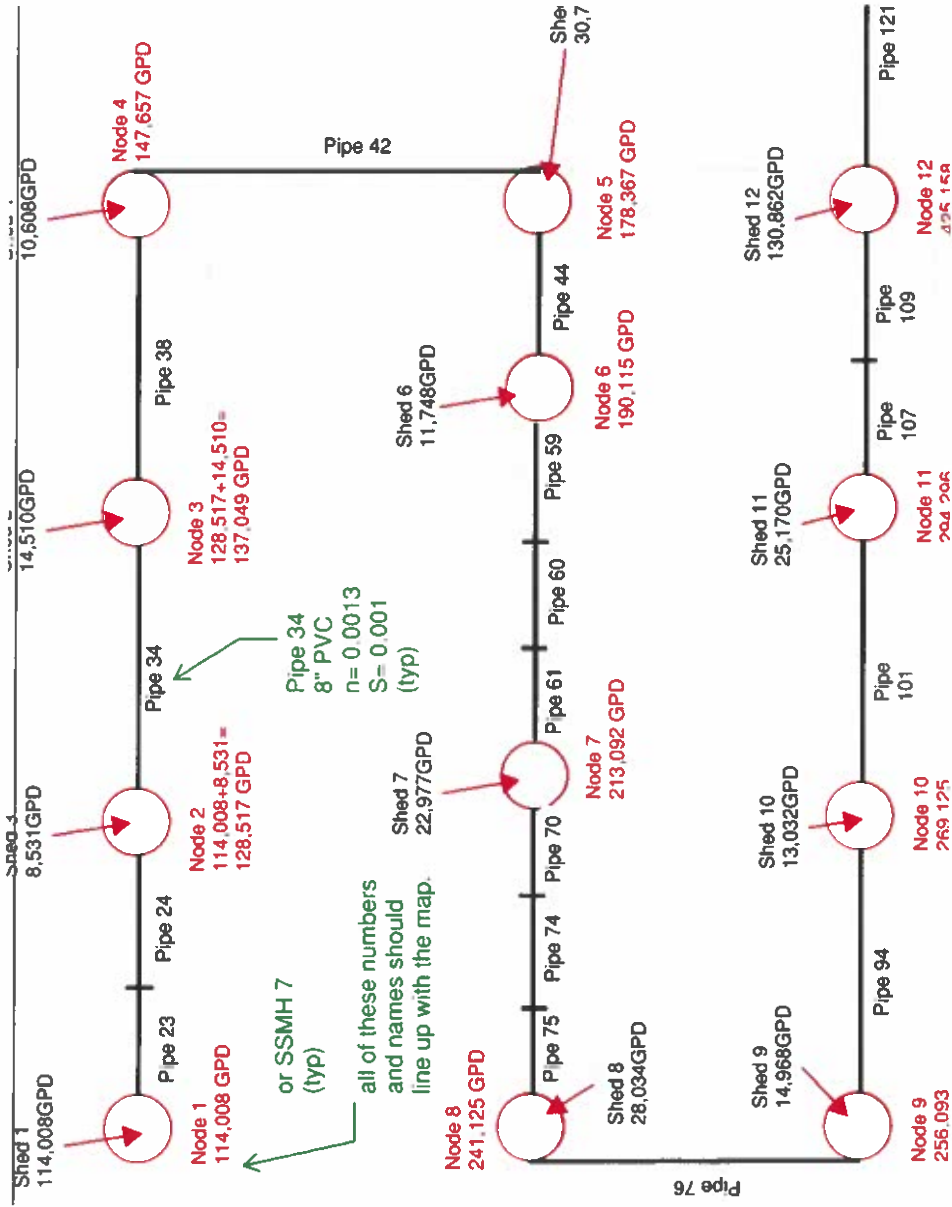 Shed 1
114,008GPD
8,531GPD
14,510GPD
10,608GPD
Pipe 23
Pipe 24
Pipe 34
Pipe 38
Node 1
114,008 GPD
Node 2
114,008+8,531=
128,517 GPD
Node 3
128,517+14,510=
137,049 GPD
Node 4
147,657 GPD
or SSMH 7
(typ)
all of these numbers
and names should
line up with the map.
Pipe 34
8" PVC
n= 0.0013
S= 0.001
(typ)
Pipe 42
30,7
Node 8
241,125 GPD
Pipe 75
Pipe 74
Pipe 70
Shed 7
22,977GPD
Node 7
213,092 GPD
Pipe 61
Pipe 60
Pipe 59
Shed 6
11,748GPD
Node 6
190,115 GPD
Pipe 44
Node 5
178,367 GPD
Shed 8
28,034GPD
Pipe 76
Shed 9
14,968GPD
Node 9
256,093
Pipe 94
Shed 10
13,032GPD
Node 10
269,125
Pipe
101
Shed 11
25,170GPD
Node 11
294,296
Pipe
107
Pipe
109
Shed 12
130,862GPD
Node 12
425,158
Pipe 121